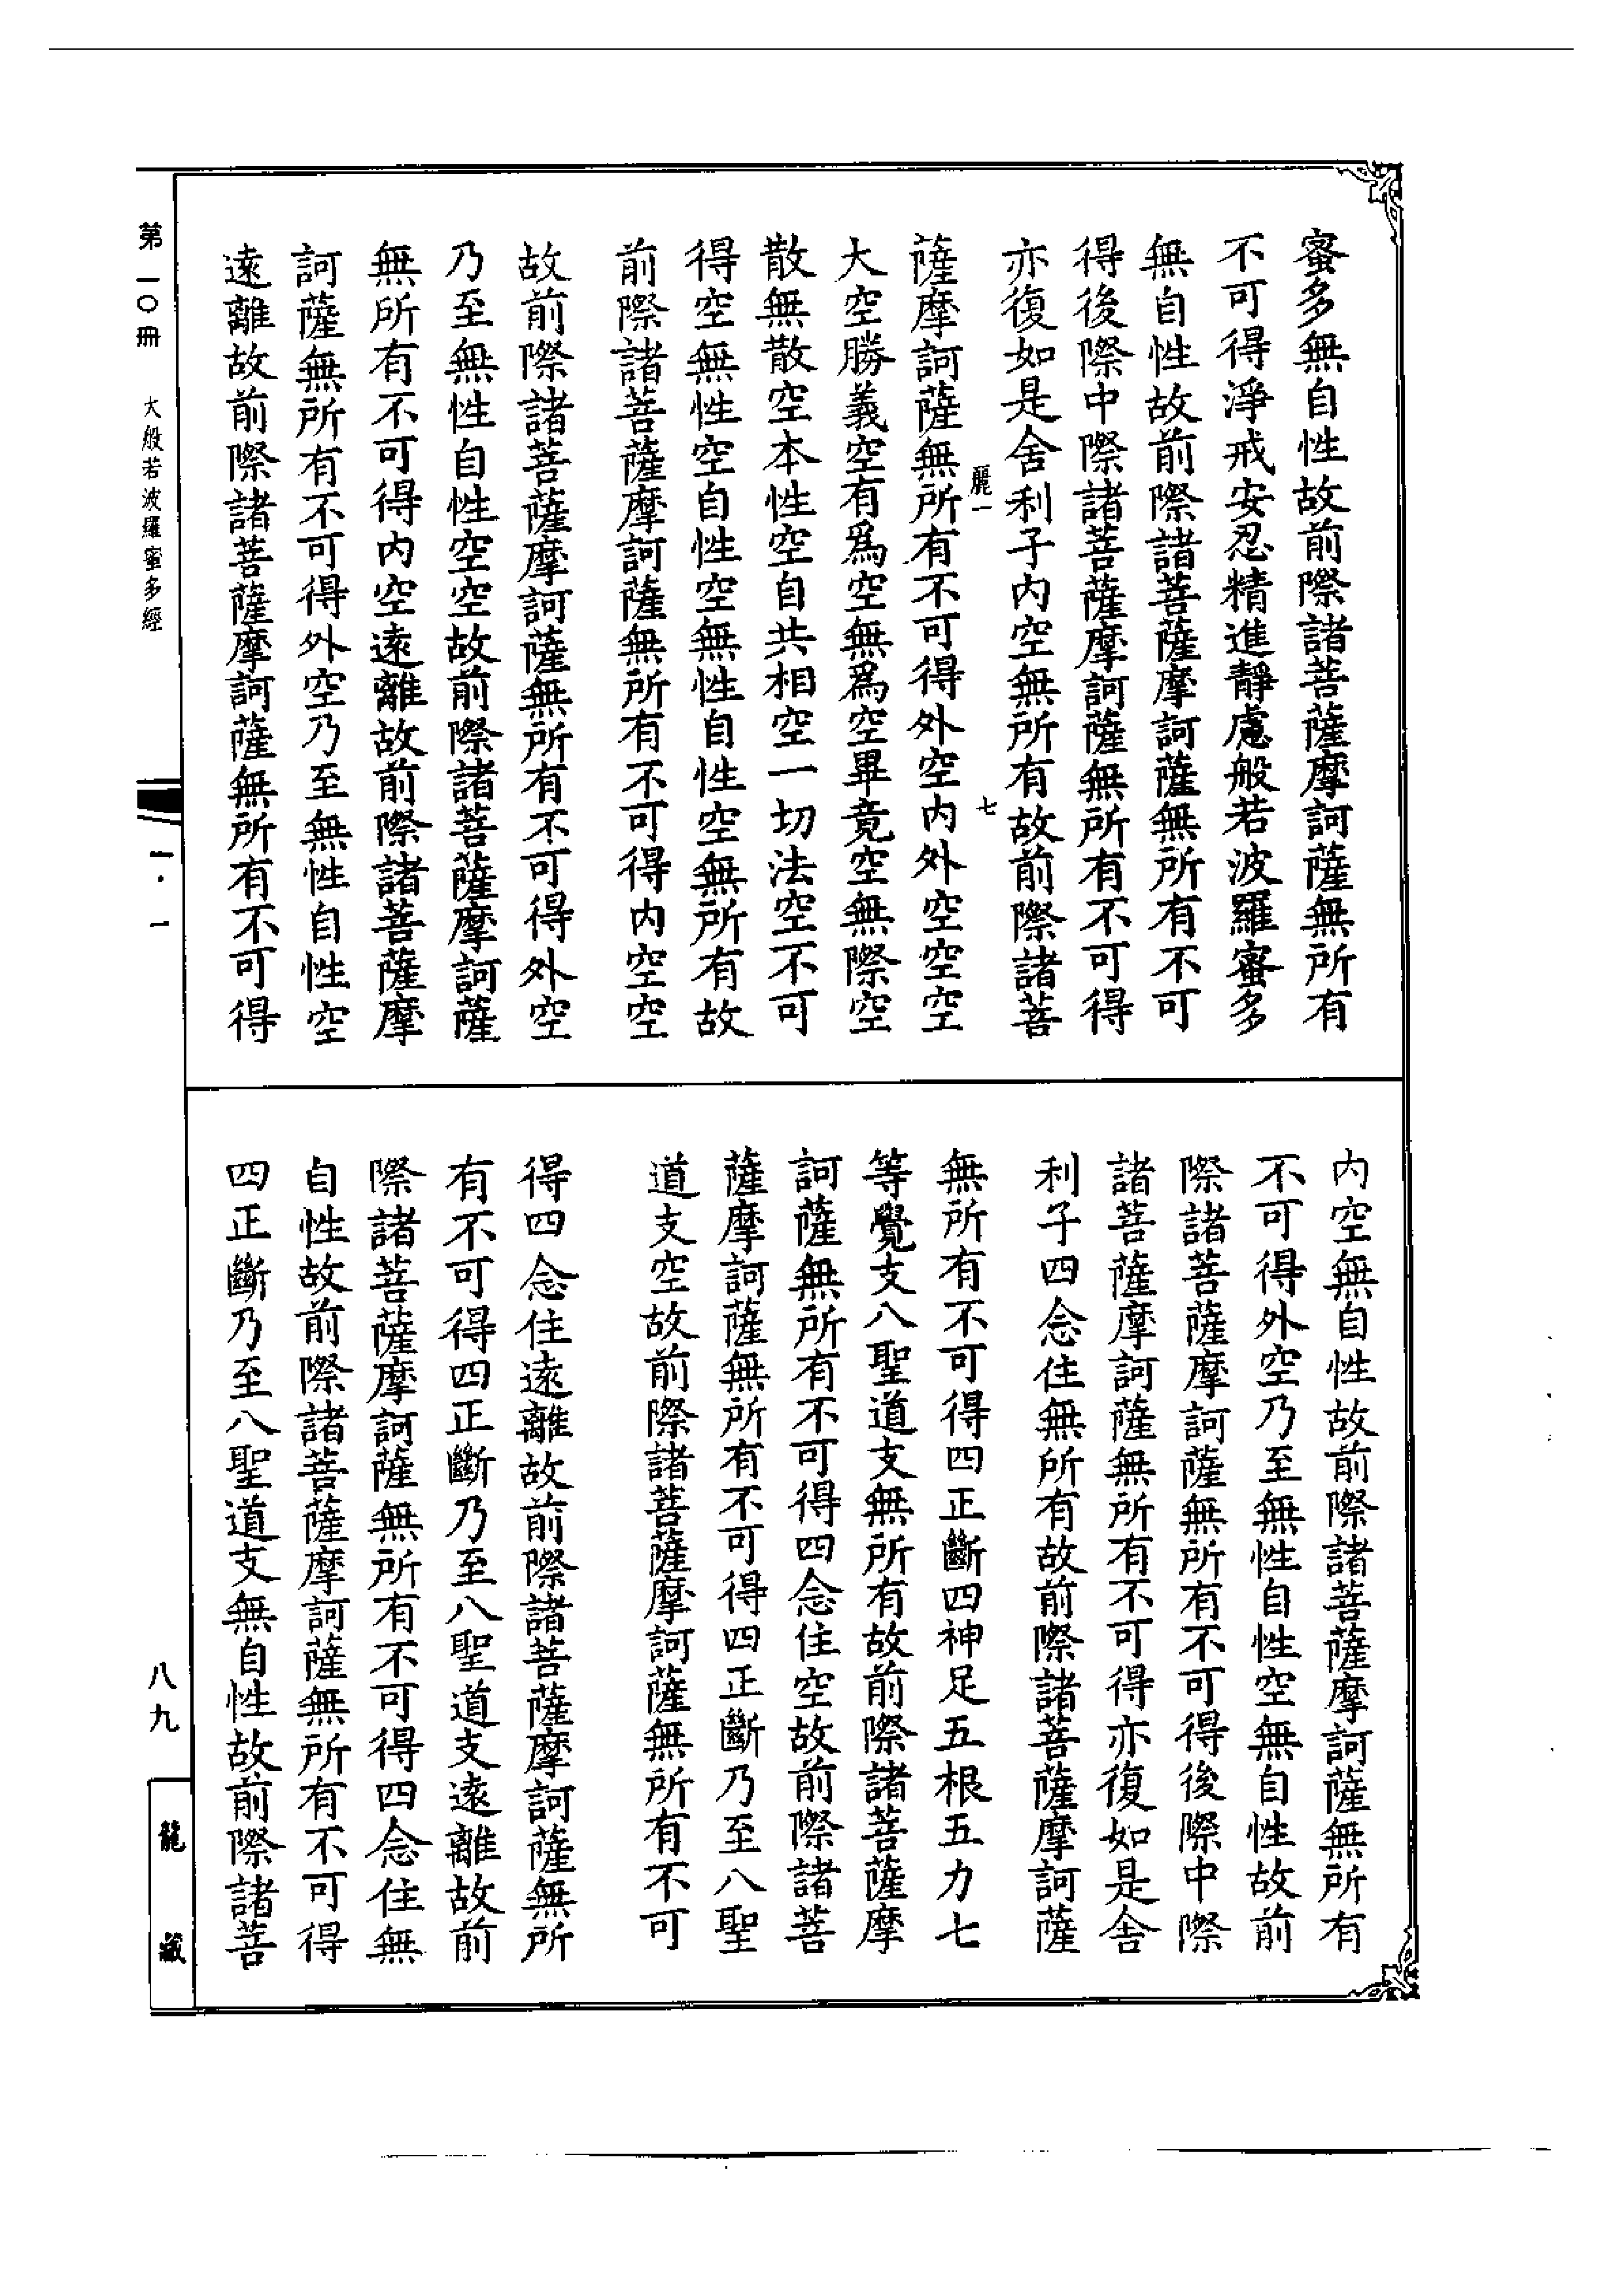 蜜多無自性故前際諸菩薩摩訶薩無所有
不可得淨戒安忍精進靜慮般若波羅蜜多
無自性故前際諸菩薩摩訶薩無所有不可
得後際中際諸菩薩摩訶薩無所有不可得
亦復如是舍利子內空無所有故前際諸菩
麗一 七
薩摩訶薩無所有不可得外空內外空空空
大空勝義空有爲空無爲空畢竟空無際空
散無散空本性空自共相空一切法空不可
得空無性空自性空無性自性空無所有故
前際諸菩薩摩訶薩無所有不可得內空空
故前際諸菩薩摩訶薩無所有不可得外空
乃至無性自性空空故前際諸菩薩摩訶薩
無所有不可得內空遠離故前際諸菩薩摩
訶薩無所有不可得外空乃至無性自性空
遠離故前際諸菩薩摩訶薩無所有不可得
內空無自性故前際諸菩薩摩訶薩無所有
不可得外空乃至無性自性空無自性故前
際諸菩薩摩訶薩無所有不可得後際中際
諸菩薩摩訶薩無所有不可得亦復如是舍
利子四念住無所有故前際諸菩薩摩訶薩
無所有不可得四正斷四神足五根五力七
等覺支八聖道支無所有故前際諸菩薩摩
訶薩無所有不可得四念住空故前際諸菩
薩摩訶薩無所有不可得四正斷乃至八聖
道支空故前際諸菩薩摩訶薩無所有不可
得四念住遠離故前際諸菩薩摩訶薩無所
有不可得四正斷乃至八聖道支遠離故前
際諸菩薩摩訶薩無所有不可得四念住無
自性故前際諸菩薩摩訶薩無所有不可得
四正斷乃至八聖道支無自性故前際諸菩
第一〇冊 大般若波羅蜜多經 一·一 八九 龍藏